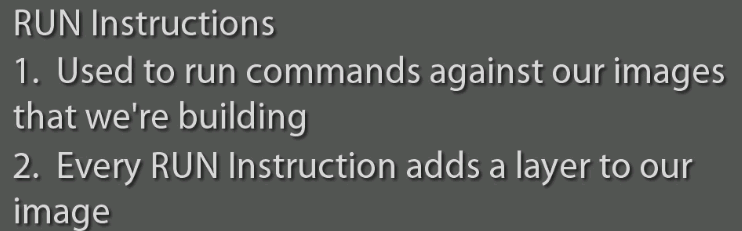 RUN Instructions
1.  Used to run commands against our images
that we're building
2.  Every RUN Instruction adds a layer to our
image